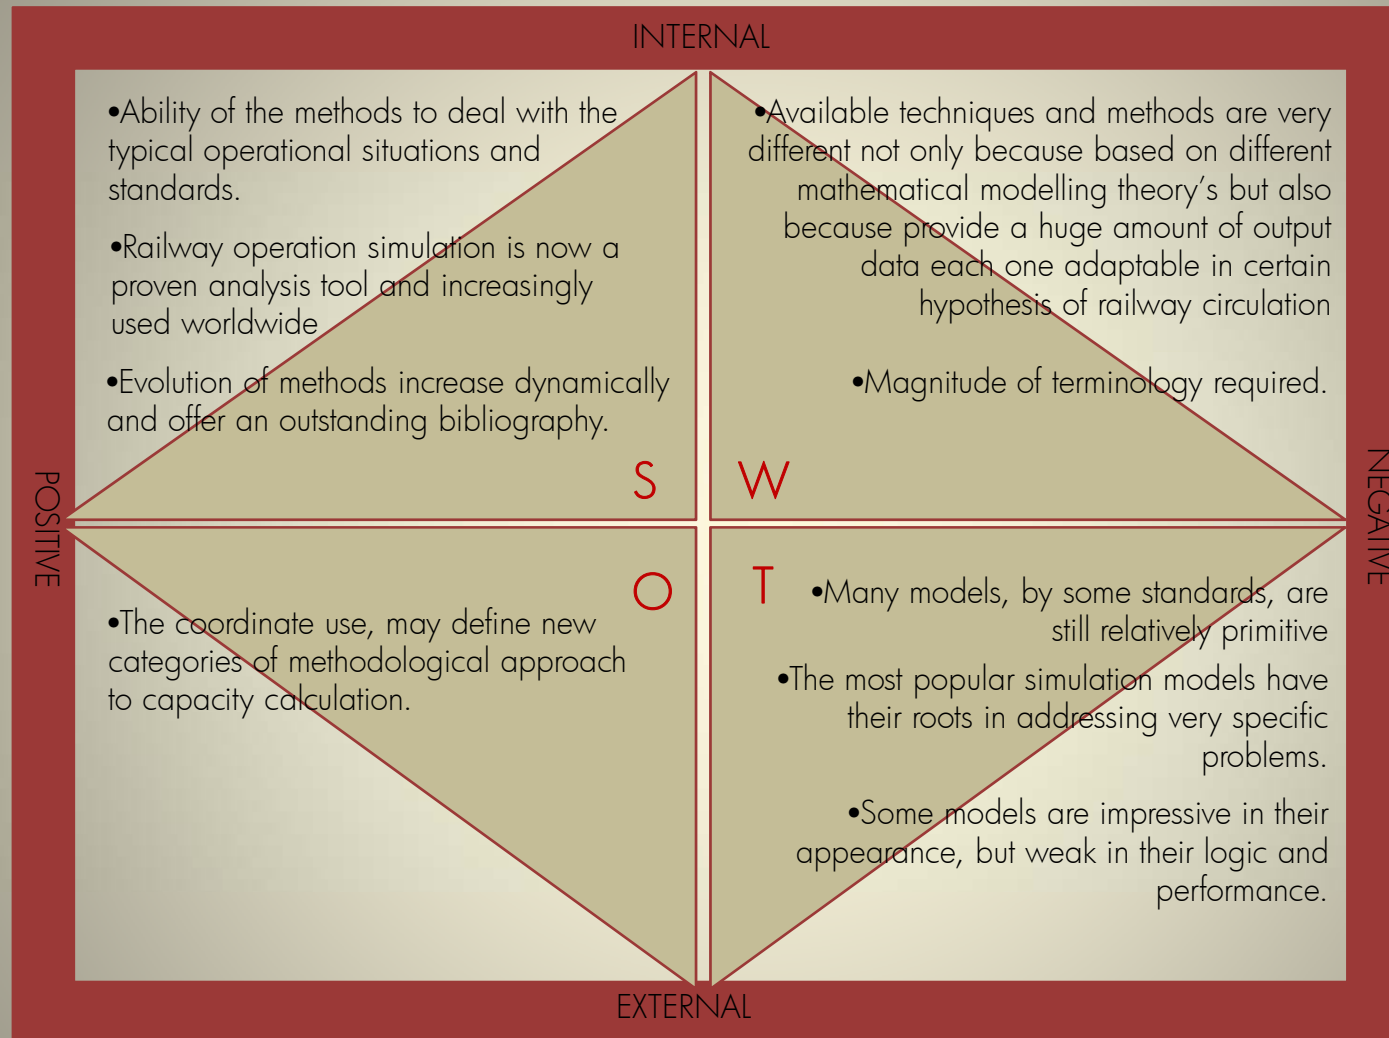 INTERNAL
•Ability of the methods to deal with the
typical operational situations and
standards.
•Railway operation simulation is now a
proven analysis tool and increasingly
used worldwide
•Evolution of methods increase dynamically
and offer an outstanding bibliography.
S
•Available techniques and methods are very
different not only because based on different
mathematical modelling theory’s but also
because provide a huge amount of output
data each one adaptable in certain
hypothesis of railway circulation
•Magnitude of terminology required.
W
POSITIVE
NEGATIVE
O
•The coordinate use, may define new
categories of methodological approach
to capacity calculation.
T
•Many models, by some standards, are
still relatively primitive
•The most popular simulation models have
their roots in addressing very specific
problems.
•Some models are impressive in their
appearance, but weak in their logic and
performance.
EXTERNAL